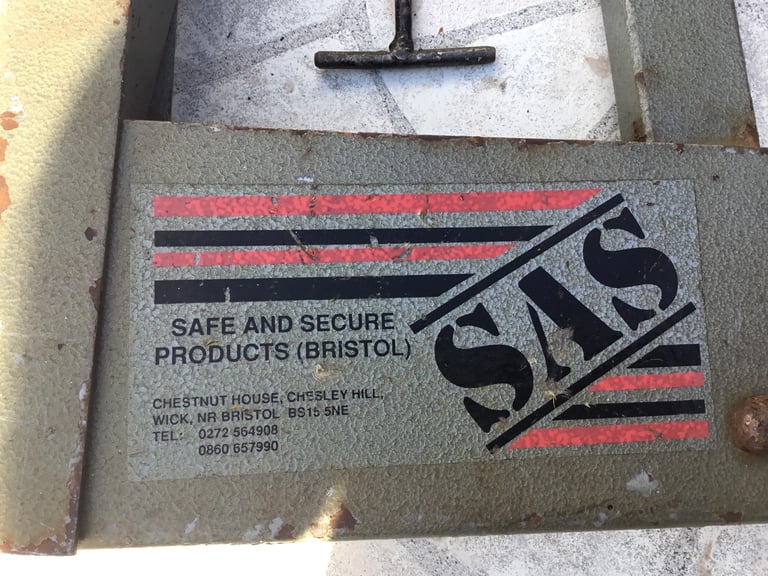 SAFE AND SECURE
PRODUCTS (BRISTOL)
CHESTNUT HOUSE, CHESLEY HILL,
WICK, NR BRISTOL BS15 5NE
TEL: 0272 564908
0860 657990
SAS